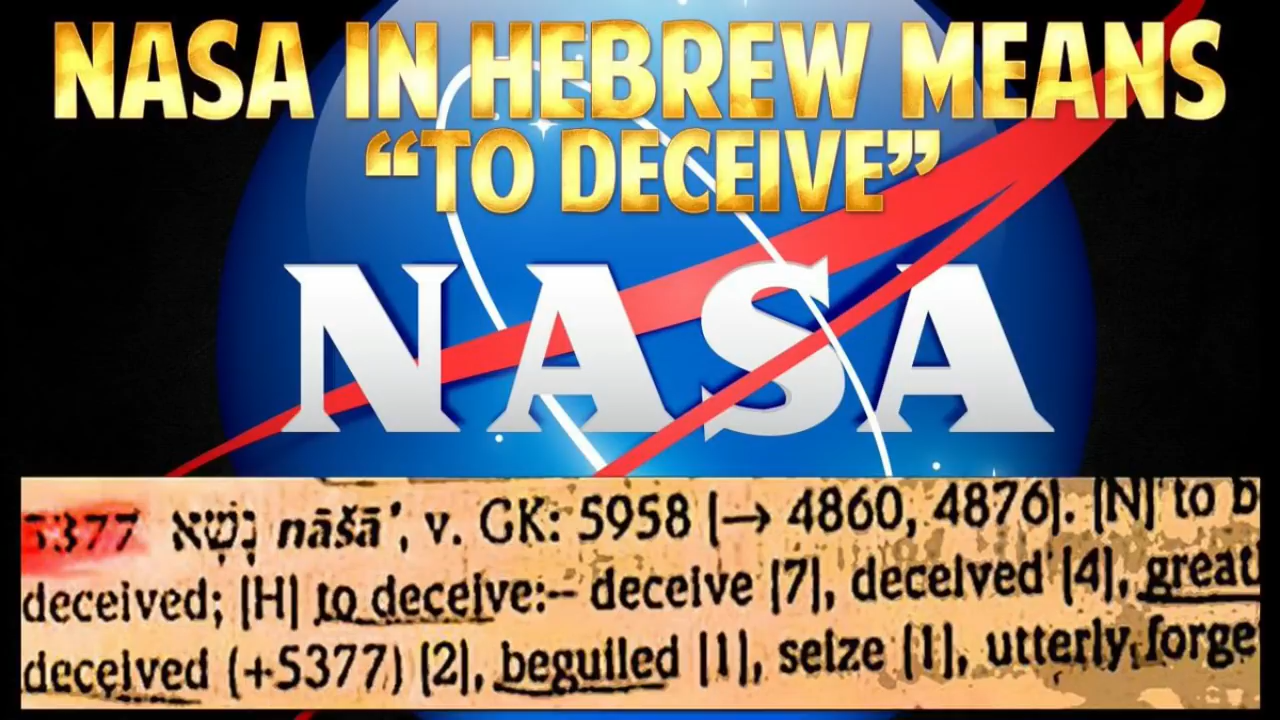 NASA IN HEBREW MEANS
“TO DECEIVE”
NASA
5377 נָשָׁא nāšā’, v. GK: 5958 [→ 4860, 4876]. [N] to b
deceived; [H] to deceive:– deceive [7], deceived [4], great
deceived (+5377) [2], beguiled [1], seize [1], utterly forge